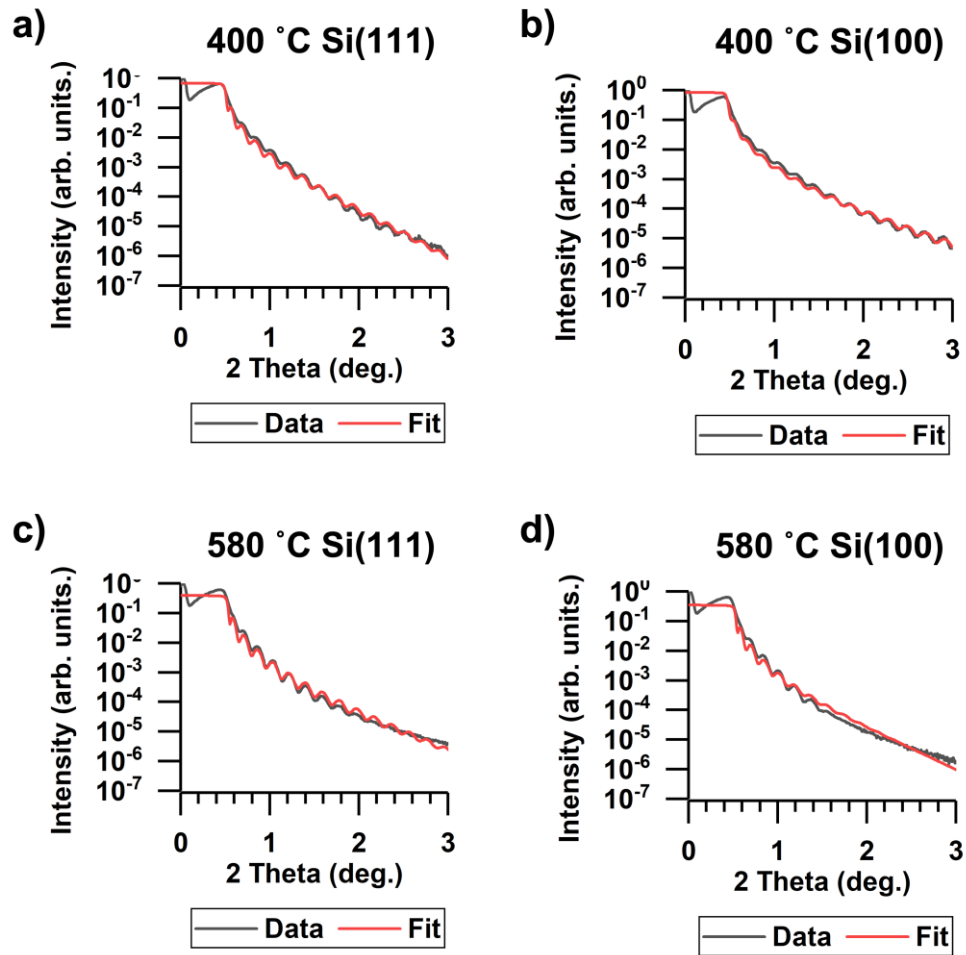 a)
400 ˚C Si(111)
Intensity (arb. units.)
10⁻¹
10⁻²
10⁻³
10⁻⁴
10⁻⁵
10⁻⁶
10⁻⁷
0 1 2 3
2 Theta (deg.)
Data Fit
b)
400 ˚C Si(100)
Intensity (arb. units.)
10⁰
10⁻¹
10⁻²
10⁻³
10⁻⁴
10⁻⁵
10⁻⁶
10⁻⁷
0 1 2 3
2 Theta (deg.)
Data Fit
c)
580 ˚C Si(111)
Intensity (arb. units.)
10⁻¹
10⁻²
10⁻³
10⁻⁴
10⁻⁵
10⁻⁶
10⁻⁷
0 1 2 3
2 Theta (deg.)
Data Fit
d)
580 ˚C Si(100)
Intensity (arb. units.)
10⁰
10⁻¹
10⁻²
10⁻³
10⁻⁴
10⁻⁵
10⁻⁶
10⁻⁷
0 1 2 3
2 Theta (deg.)
Data Fit